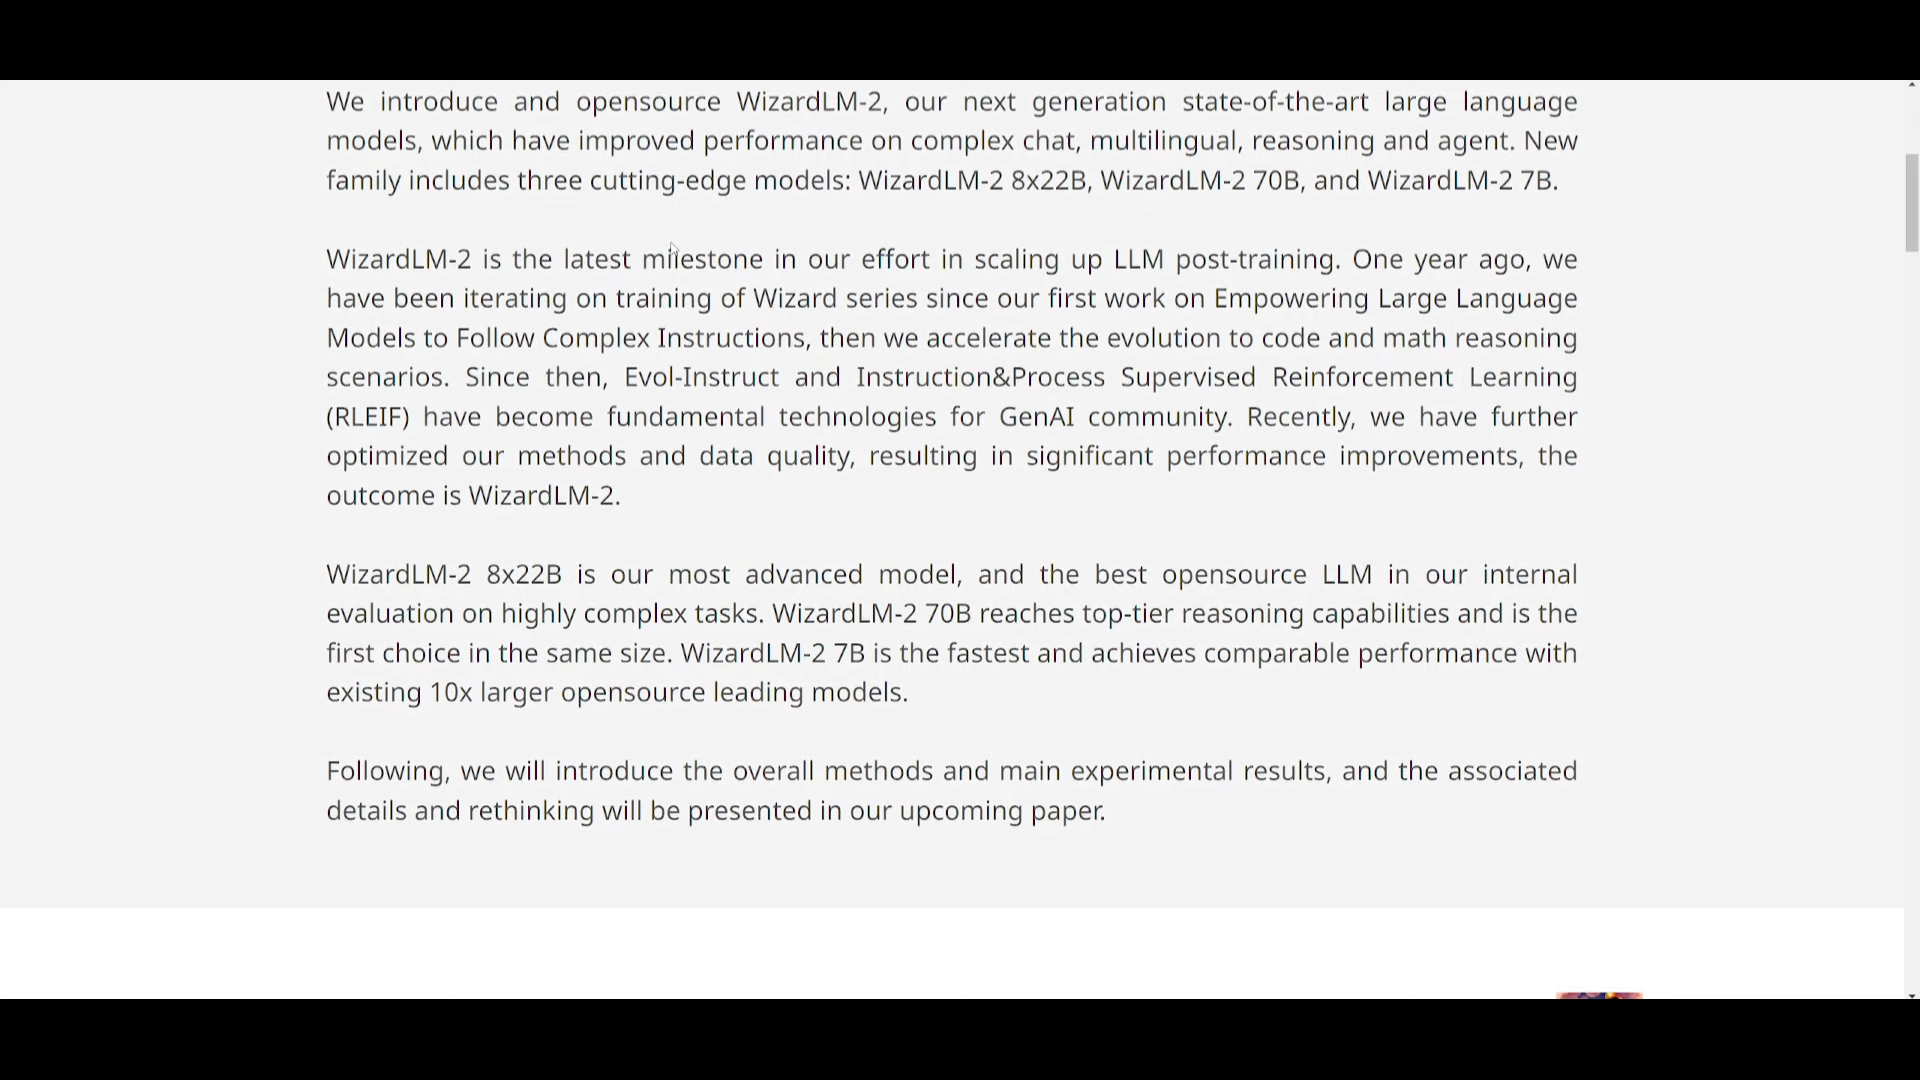 We introduce and opensource WizardLM-2, our next generation state-of-the-art large language
models, which have improved performance on complex chat, multilingual, reasoning and agent. New
family includes three cutting-edge models: WizardLM-2 8x22B, WizardLM-2 70B, and WizardLM-2 7B.
WizardLM-2 is the latest milestone in our effort in scaling up LLM post-training. One year ago, we
have been iterating on training of Wizard series since our first work on Empowering Large Language
Models to Follow Complex Instructions, then we accelerate the evolution to code and math reasoning
scenarios. Since then, Evol-Instruct and Instruction&Process Supervised Reinforcement Learning
(RLEIF) have become fundamental technologies for GenAI community. Recently, we have further
optimized our methods and data quality, resulting in significant performance improvements, the
outcome is WizardLM-2.
WizardLM-2 8x22B is our most advanced model, and the best opensource LLM in our internal
evaluation on highly complex tasks. WizardLM-2 70B reaches top-tier reasoning capabilities and is the
first choice in the same size. WizardLM-2 7B is the fastest and achieves comparable performance with
existing 10x larger opensource leading models.
Following, we will introduce the overall methods and main experimental results, and the associated
details and rethinking will be presented in our upcoming paper.